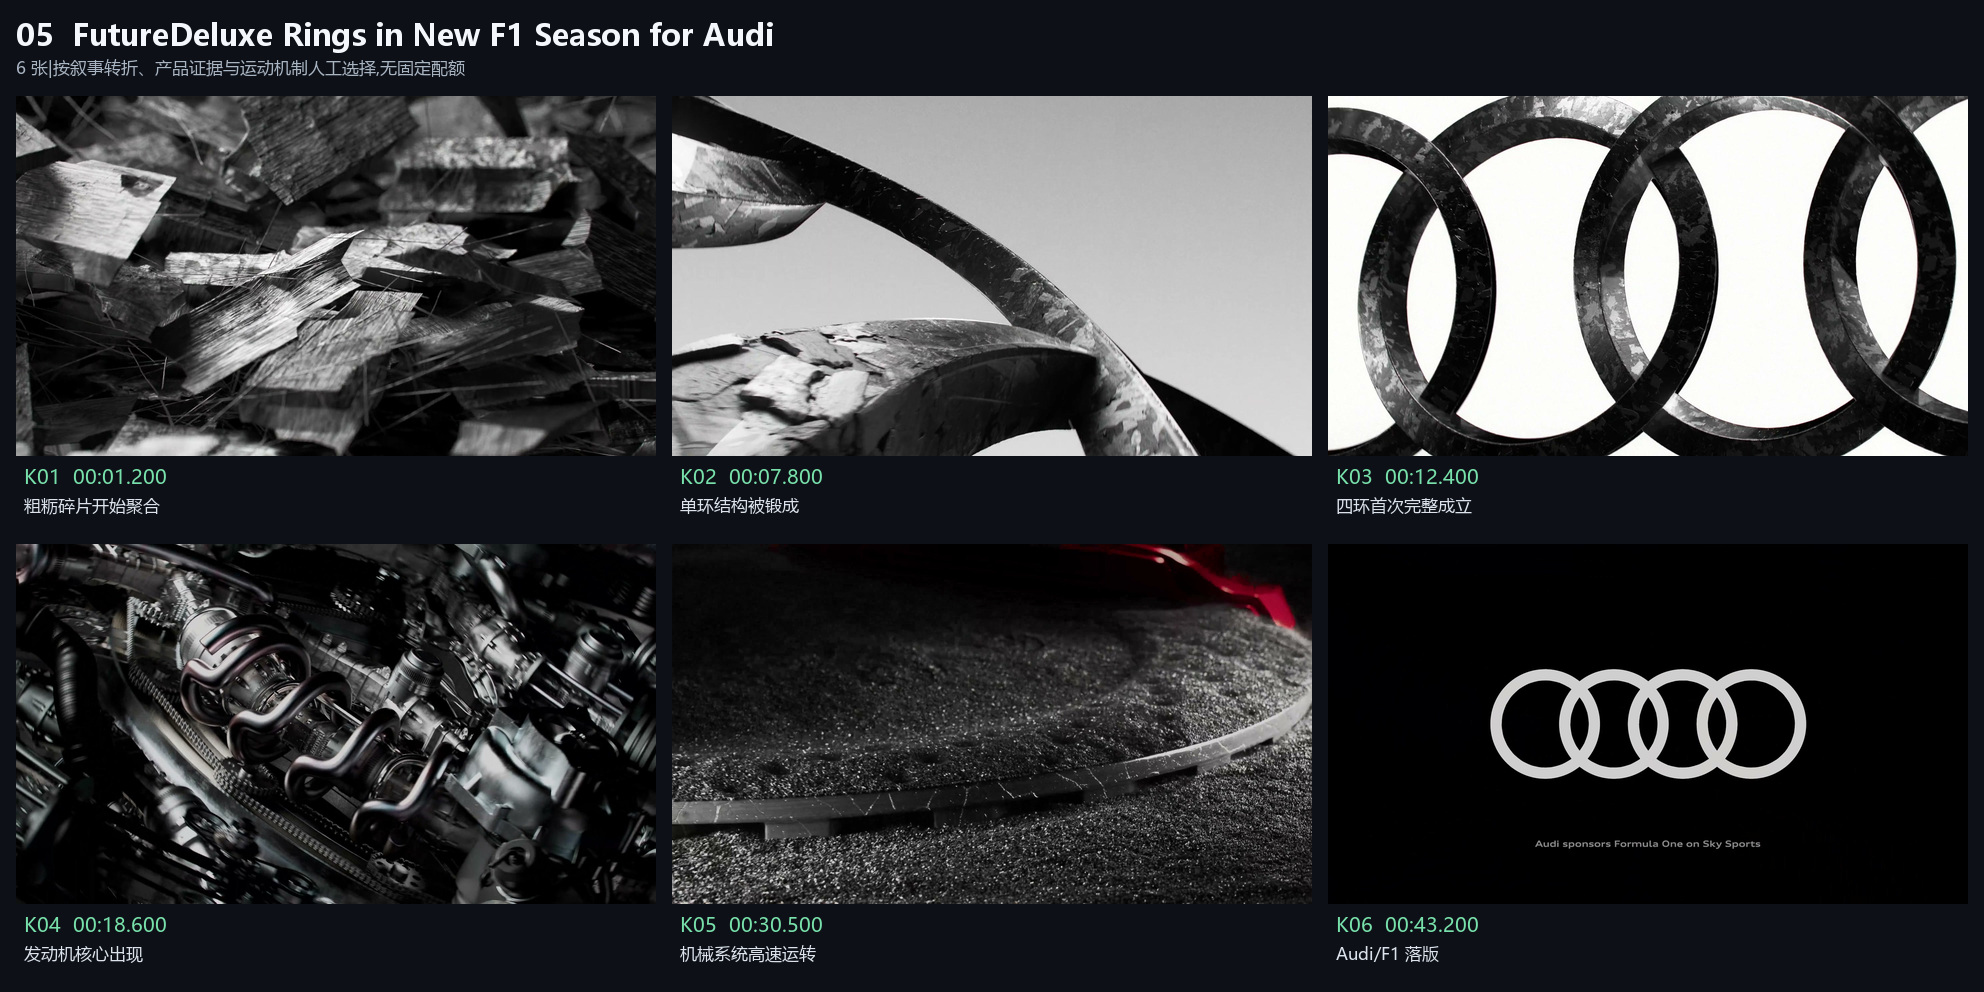 05 FutureDeluxe Rings in New F1 Season for Audi
6 张|按叙事转折、产品证据与运动机制人工选择,无固定配额
K01 00:01.200
粗粝碎片开始聚合
K02 00:07.800
单环结构被锻成
K03 00:12.400
四环首次完整成立
Audi sponsors Formula One on Sky Sports
K04 00:18.600
发动机核心出现
K05 00:30.500
机械系统高速运转
K06 00:43.200
Audi/F1 落版